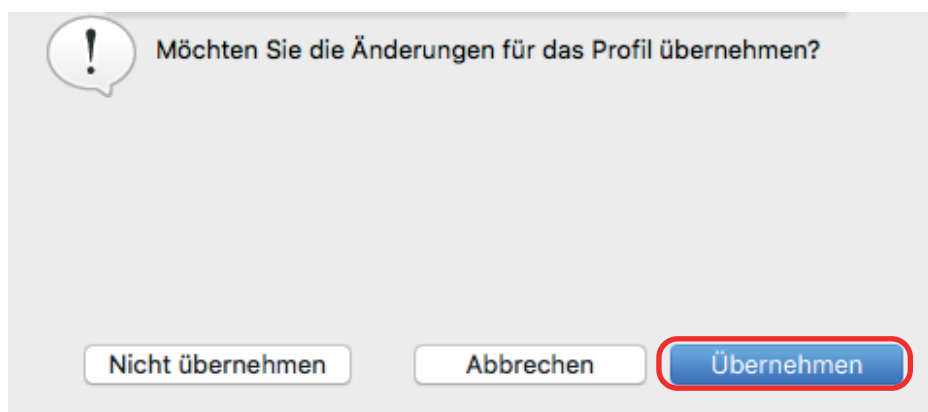 Möchten Sie die Änderungen für das Profil übernehmen?
Nicht übernehmen
Abbrechen
Übernehmen